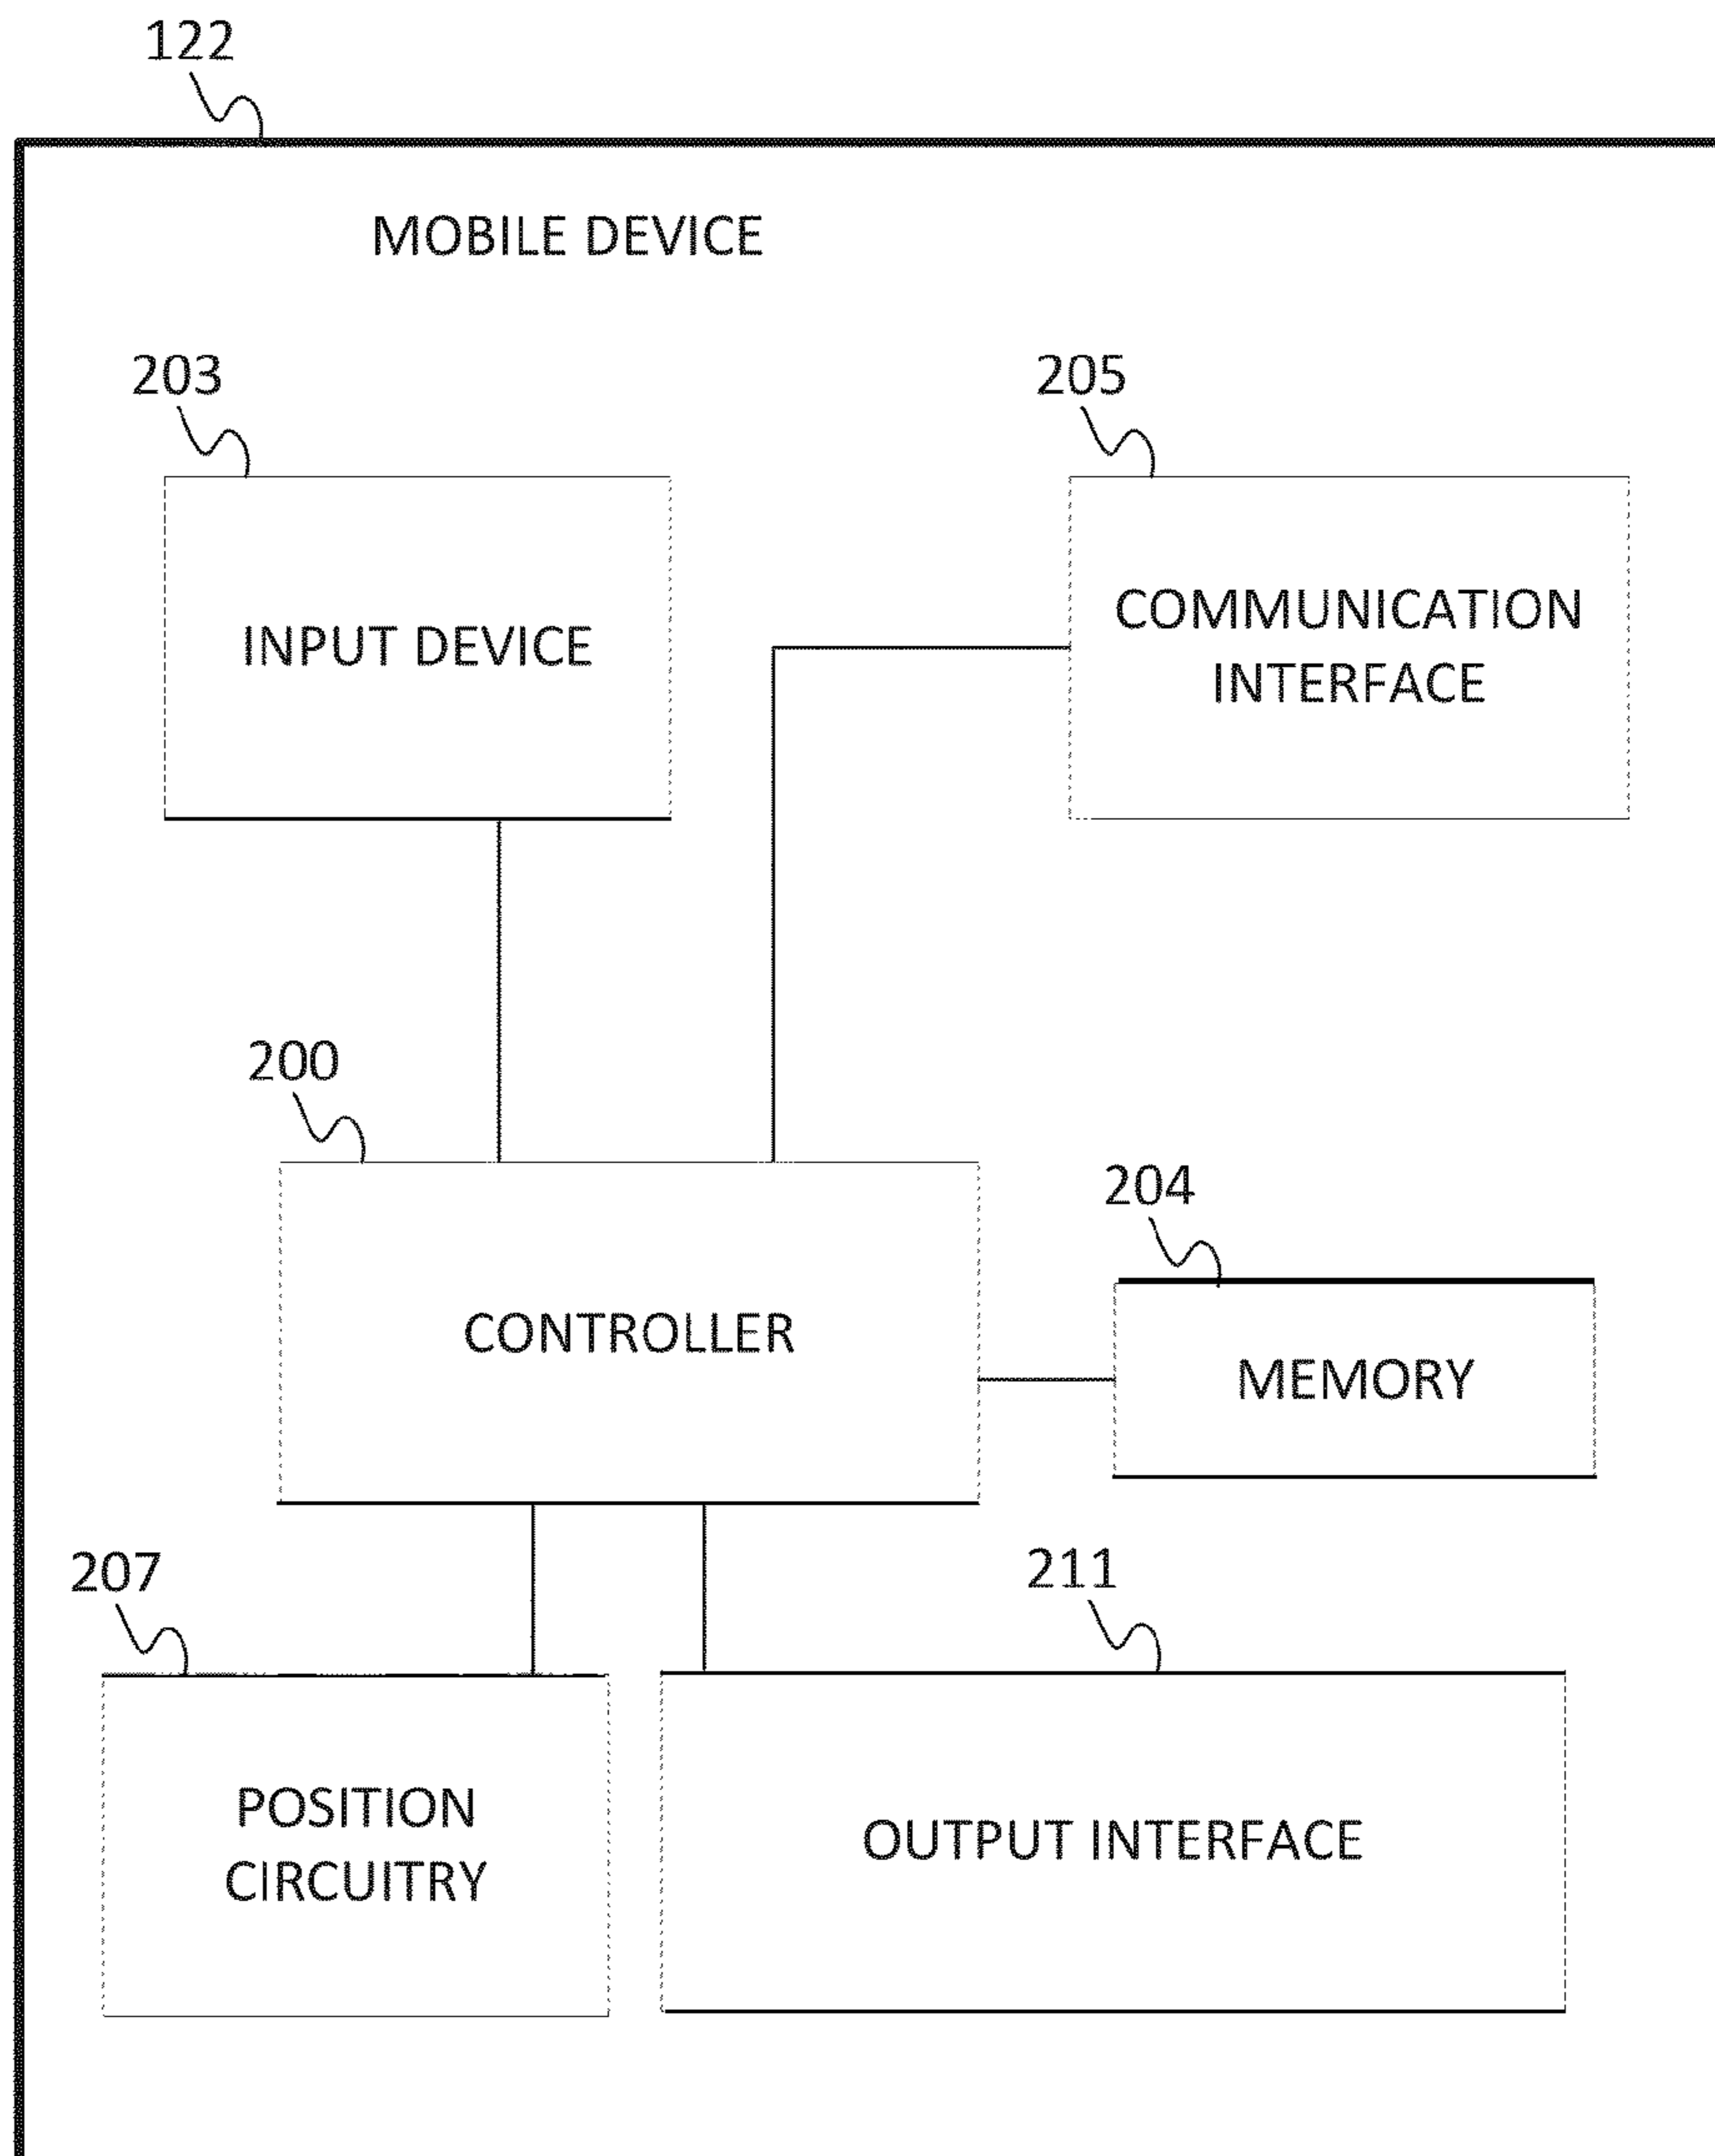 122
MOBILE DEVICE
203
205
INPUT DEVICE
COMMUNICATION
INTERFACE
200
204
CONTROLLER
MEMORY
207
211
POSITION
CIRCUITRY
OUTPUT INTERFACE